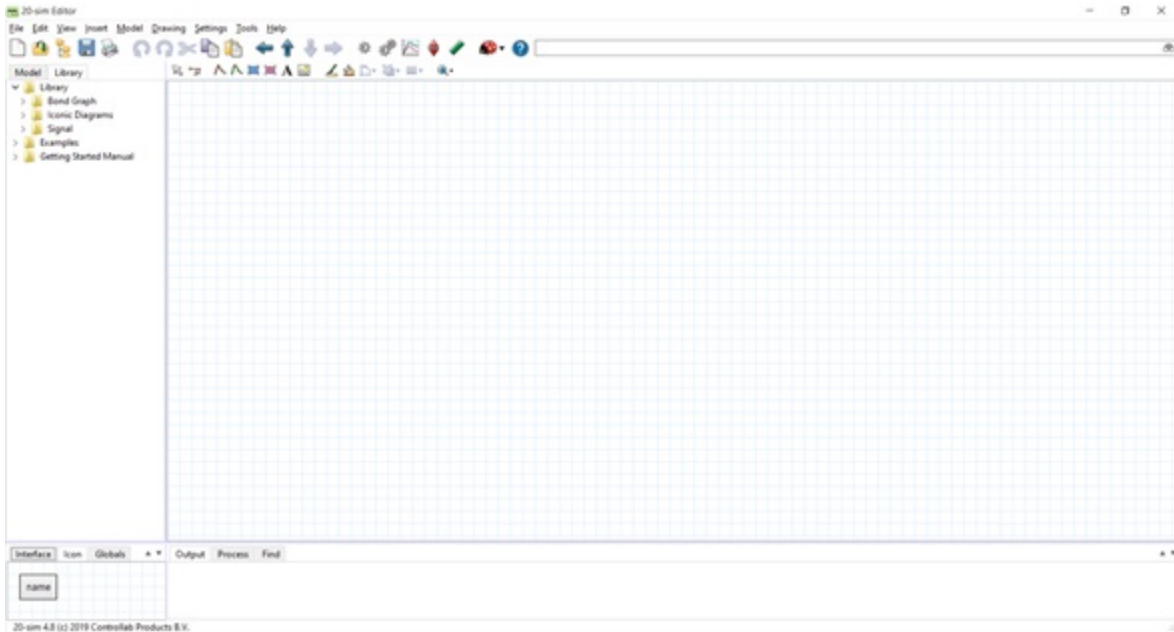 20-sim Editor
File Edit View Insert Model Drawing Settings Tools Help
Model Library
Library
Bond Graph
Iconic Diagrams
Signal
Examples
Getting Started Manual
Interface Icon Globals Output Process Find
name
20-sim 4.8 (c) 2019 Controllab Products B.V.